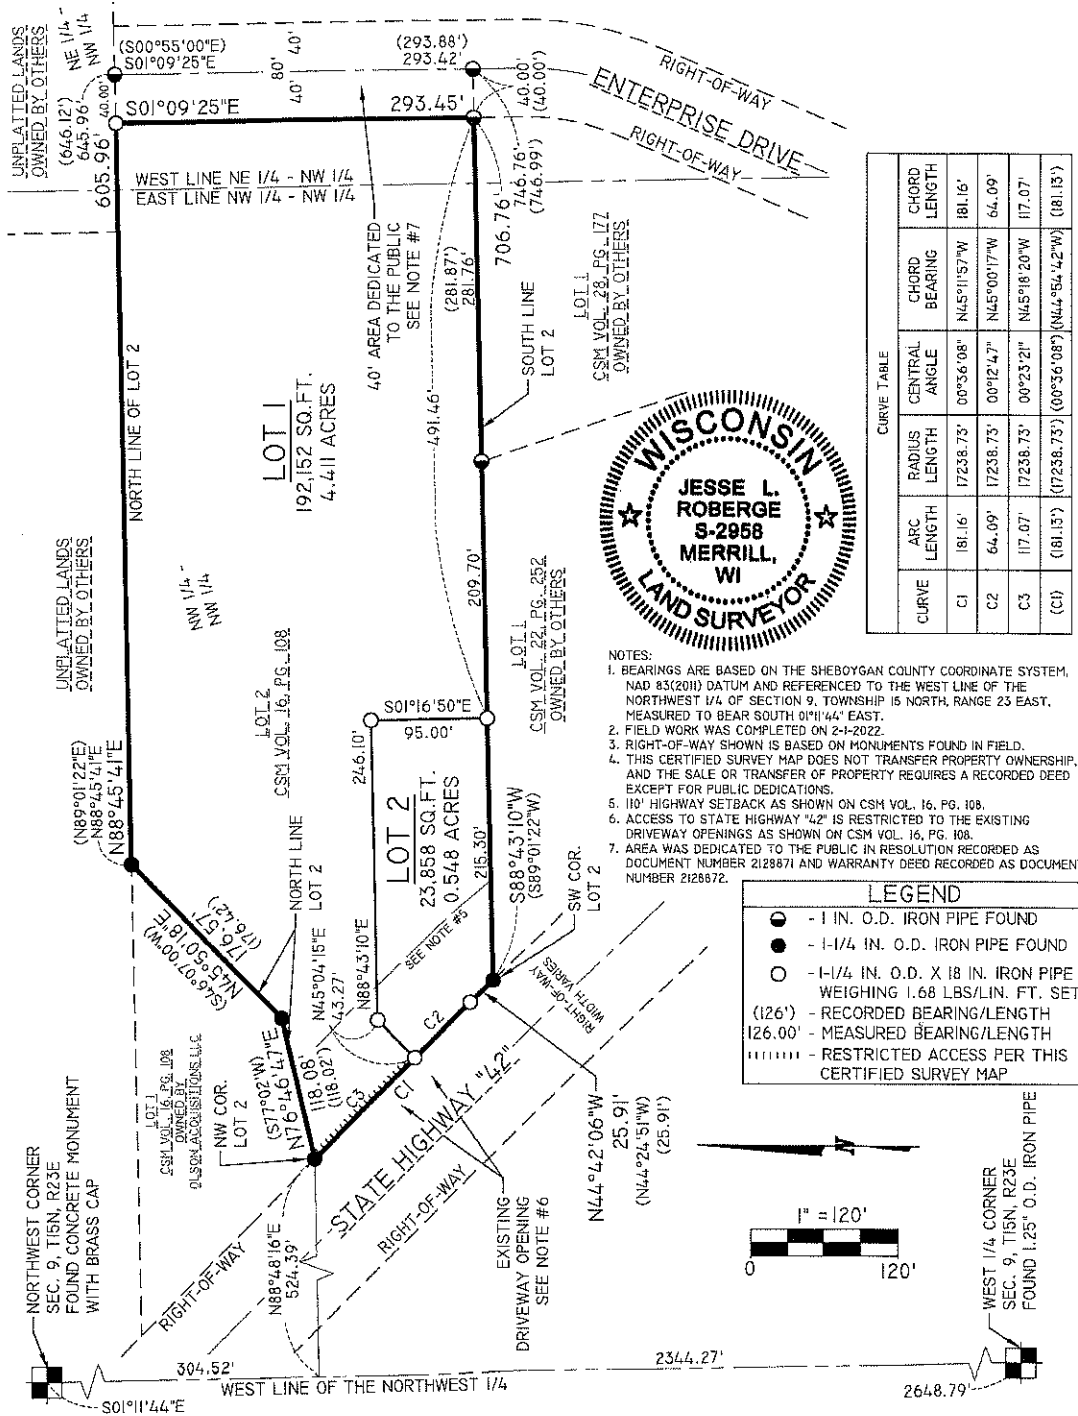 UNPLATTED LANDS
OWNED BY OTHERS
NE 1/4 -
NW 1/4
(S00°55'00"E)
S01°09'25"E
40'
80'
40'
(293.88')
293.42'
RIGHT-OF-WAY
ENTERPRISE DRIVE
RIGHT-OF-WAY
(646.12')
645.96'
40.00'
605.96'
S01°09'25"E
293.45'
40.00'
(40.00')
746.76'
(746.99')
706.76'
WEST LINE NE 1/4 - NW 1/4
EAST LINE NW 1/4 - NW 1/4
40' AREA DEDICATED
TO THE PUBLIC
SEE NOTE #7
(281.87')
281.76'
SOUTH LINE
LOT 2
LOT 1
CSM VOL. 28, PG. 177
OWNED BY OTHERS
NORTH LINE OF LOT 2
LOT 1
192,152 SQ.FT.
4.411 ACRES
491.46'
209.70'
CURVE TABLE
CURVE ARC LENGTH RADIUS LENGTH CENTRAL ANGLE CHORD BEARING CHORD LENGTH
C1 181.16' 17238.73' 00°36'08" N45°11'57"W 181.16'
C2 64.09' 17238.73' 00°12'47" N45°00'17"W 64.09'
C3 117.07' 17238.73' 00°23'21" N45°18'20"W 117.07'
(C1) (181.13') (17238.73') (00°36'08") (N44°54'42"W) (181.13')
WISCONSIN
JESSE L.
ROBERGE
S-2958
MERRILL,
WI
LAND SURVEYOR
UNPLATTED LANDS
OWNED BY OTHERS
NW 1/4 -
NW 1/4
LOT 2
CSM VOL. 16, PG. 108
LOT 1
CSM VOL. 22, PG. 252
OWNED BY OTHERS
S01°16'50"E
95.00'
246.10'
LOT 2
23,858 SQ.FT.
0.548 ACRES
215.30'
S88°43'10"W
(S89°01'22"W)
SW COR.
LOT 2
(N89°01'22"E)
N88°45'41"E
N88°45'41"E
NORTH LINE
LOT 2
(S46°07'00"W)
N45°50'18"E
176.57'
(176.42')
N45°04'15"E
43.27'
N88°43'10"E
SEE NOTE #5
RIGHT-OF-WAY
WIDTH VARIES
(S77°02'W)
N76°46'47"E
118.08'
(118.02')
NW COR.
LOT 2
C3
C1
C2
LOT 1
CSM VOL. 16, PG. 108
OWNED BY
OLSON ACQUISITIONS LLC
STATE HIGHWAY "42"
RIGHT-OF-WAY
RIGHT-OF-WAY
N88°48'16"E
524.39'
EXISTING
DRIVEWAY OPENING
SEE NOTE #6
N44°42'06"W
25.91'
(N44°24'51"W)
(25.91')
NOTES:
1. BEARINGS ARE BASED ON THE SHEBOYGAN COUNTY COORDINATE SYSTEM,
NAD 83(2011) DATUM AND REFERENCED TO THE WEST LINE OF THE
NORTHWEST 1/4 OF SECTION 9, TOWNSHIP 15 NORTH, RANGE 23 EAST,
MEASURED TO BEAR SOUTH 01°11'44" EAST.
2. FIELD WORK WAS COMPLETED ON 2-1-2022.
3. RIGHT-OF-WAY SHOWN IS BASED ON MONUMENTS FOUND IN FIELD.
4. THIS CERTIFIED SURVEY MAP DOES NOT TRANSFER PROPERTY OWNERSHIP,
AND THE SALE OR TRANSFER OF PROPERTY REQUIRES A RECORDED DEED
EXCEPT FOR PUBLIC DEDICATIONS.
5. 110' HIGHWAY SETBACK AS SHOWN ON CSM VOL. 16, PG. 108.
6. ACCESS TO STATE HIGHWAY "42" IS RESTRICTED TO THE EXISTING
DRIVEWAY OPENINGS AS SHOWN ON CSM VOL. 16, PG. 108.
7. AREA WAS DEDICATED TO THE PUBLIC IN RESOLUTION RECORDED AS
DOCUMENT NUMBER 2128871 AND WARRANTY DEED RECORDED AS DOCUMENT
NUMBER 2128872.
LEGEND
- 1 IN. O.D. IRON PIPE FOUND
- 1-1/4 IN. O.D. IRON PIPE FOUND
- 1-1/4 IN. O.D. X 18 IN. IRON PIPE
WEIGHING 1.68 LBS/LIN. FT. SET
(126') - RECORDED BEARING/LENGTH
126.00' - MEASURED BEARING/LENGTH
- RESTRICTED ACCESS PER THIS
CERTIFIED SURVEY MAP
N
1" = 120'
0 120'
NORTHWEST CORNER
SEC. 9, T15N, R23E
FOUND CONCRETE MONUMENT
WITH BRASS CAP
WEST 1/4 CORNER
SEC. 9, T15N, R23E
FOUND 1.25" O.D. IRON PIPE
304.52'
2344.27'
WEST LINE OF THE NORTHWEST 1/4
2648.79'
S01°11'44"E